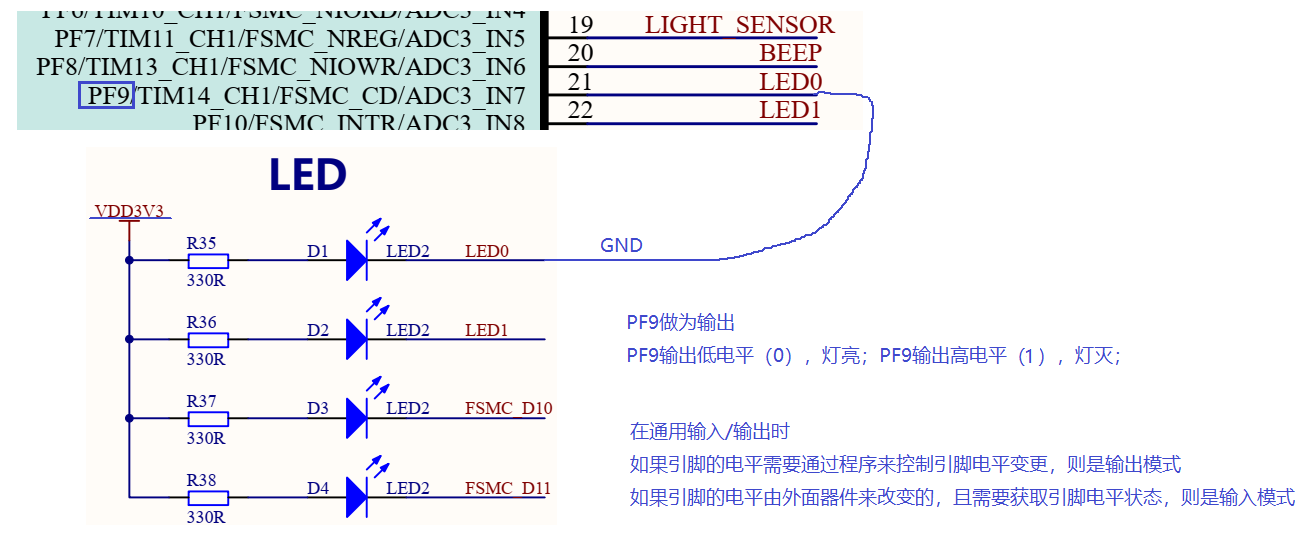 PF6/TIM10_CH1/FSMC_NIORD/ADC3_IN4
PF7/TIM11_CH1/FSMC_NREG/ADC3_IN5 19 LIGHT_SENSOR
PF8/TIM13_CH1/FSMC_NIOWR/ADC3_IN6 20 BEEP
PF9/TIM14_CH1/FSMC_CD/ADC3_IN7 21 LED0
PF10/FSMC_INTR/ADC3_IN8 22 LED1
LED
VDD3V3
R35 D1 LED2 LED0 GND
330R
R36 D2 LED2 LED1
330R
R37 D3 LED2 FSMC_D10
330R
R38 D4 LED2 FSMC_D11
330R
PF9做为输出
PF9输出低电平（0），灯亮；PF9输出高电平（1），灯灭；
在通用输入/输出时
如果引脚的电平需要通过程序来控制引脚电平变更，则是输出模式
如果引脚的电平由外面器件来改变的，且需要获取引脚电平状态，则是输入模式